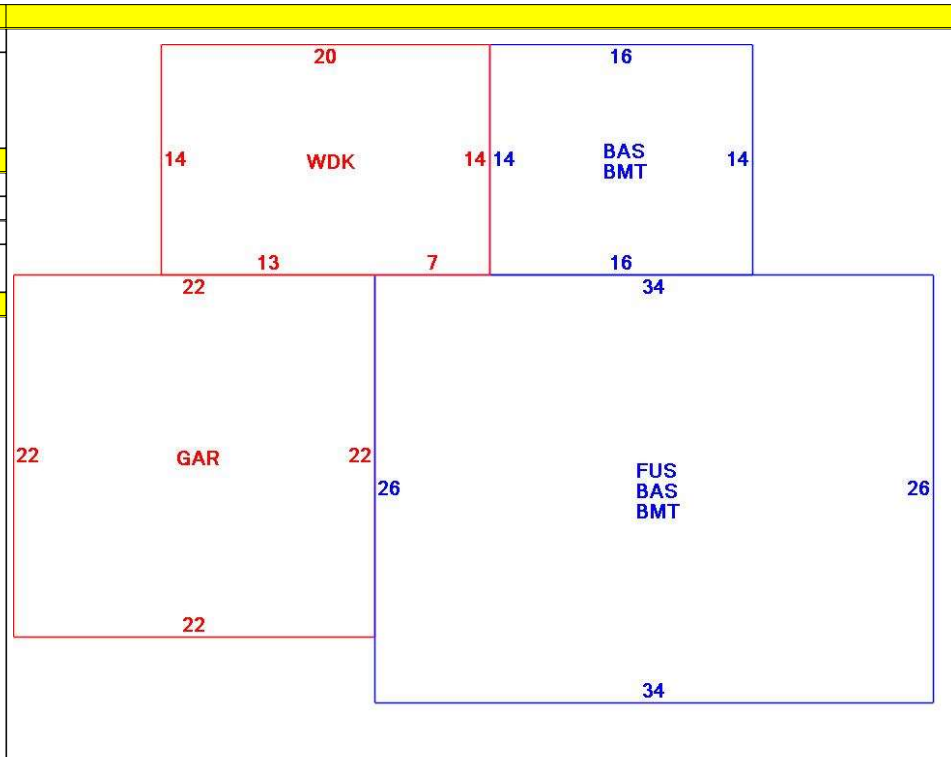 20 16
14 WDK 14 14 BAS 14
BMT
13 7 16
22 34
22 GAR 22
26 FUS 26
BAS
BMT
22
34